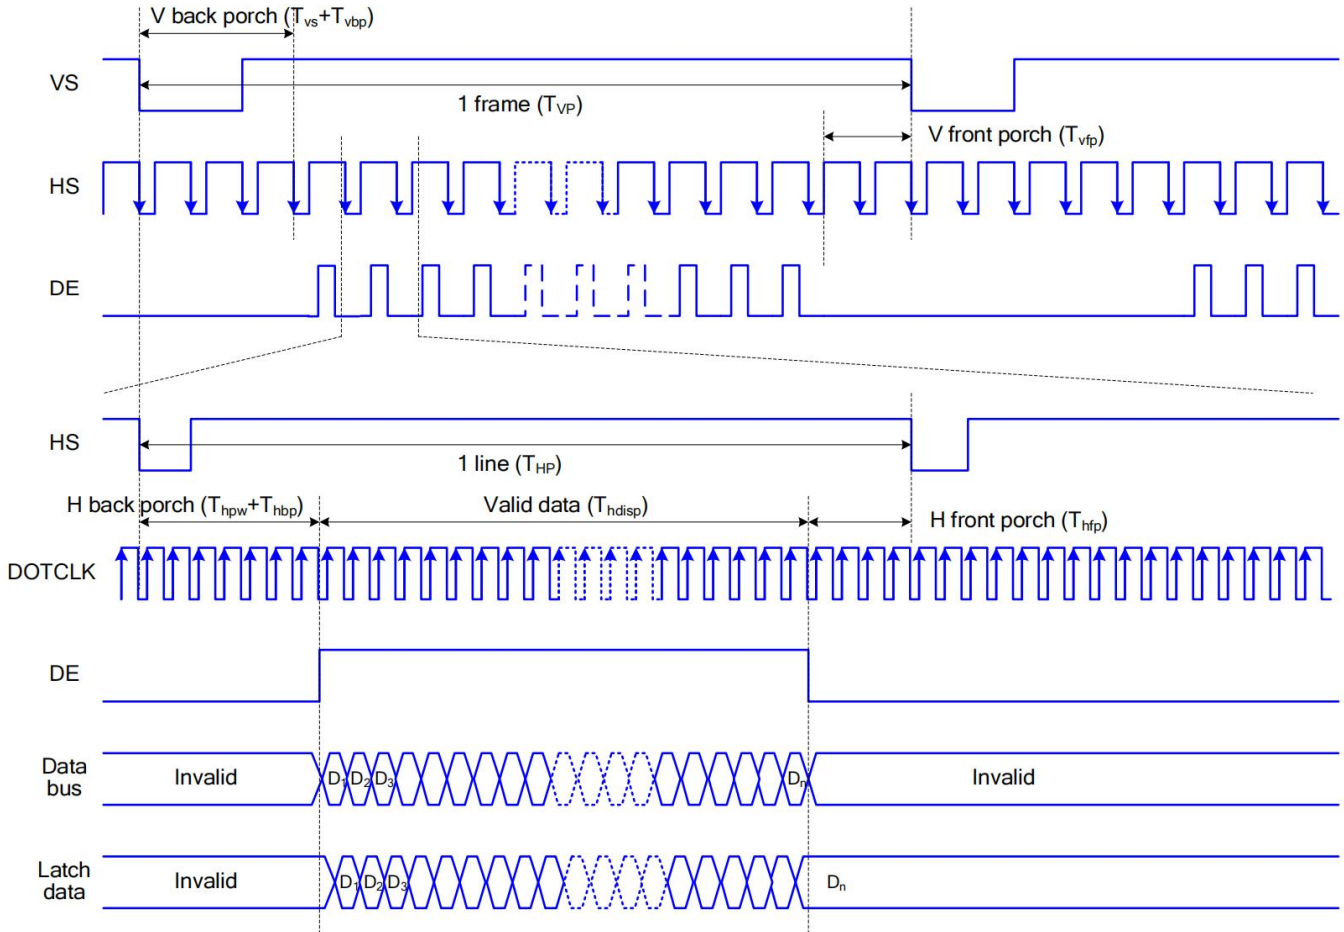 V back porch (Tvs+Tvbp)
VS
1 frame (TVP)
V front porch (Tvfp)
HS
DE
HS
1 line (THP)
H back porch (Thpw+Thbp)
Valid data (Thdisp)
H front porch (Thfp)
DOTCLK
DE
Data
bus
Invalid
D1 D2 D3
Dn
Invalid
Latch
data
Invalid
D1 D2 D3
Dn